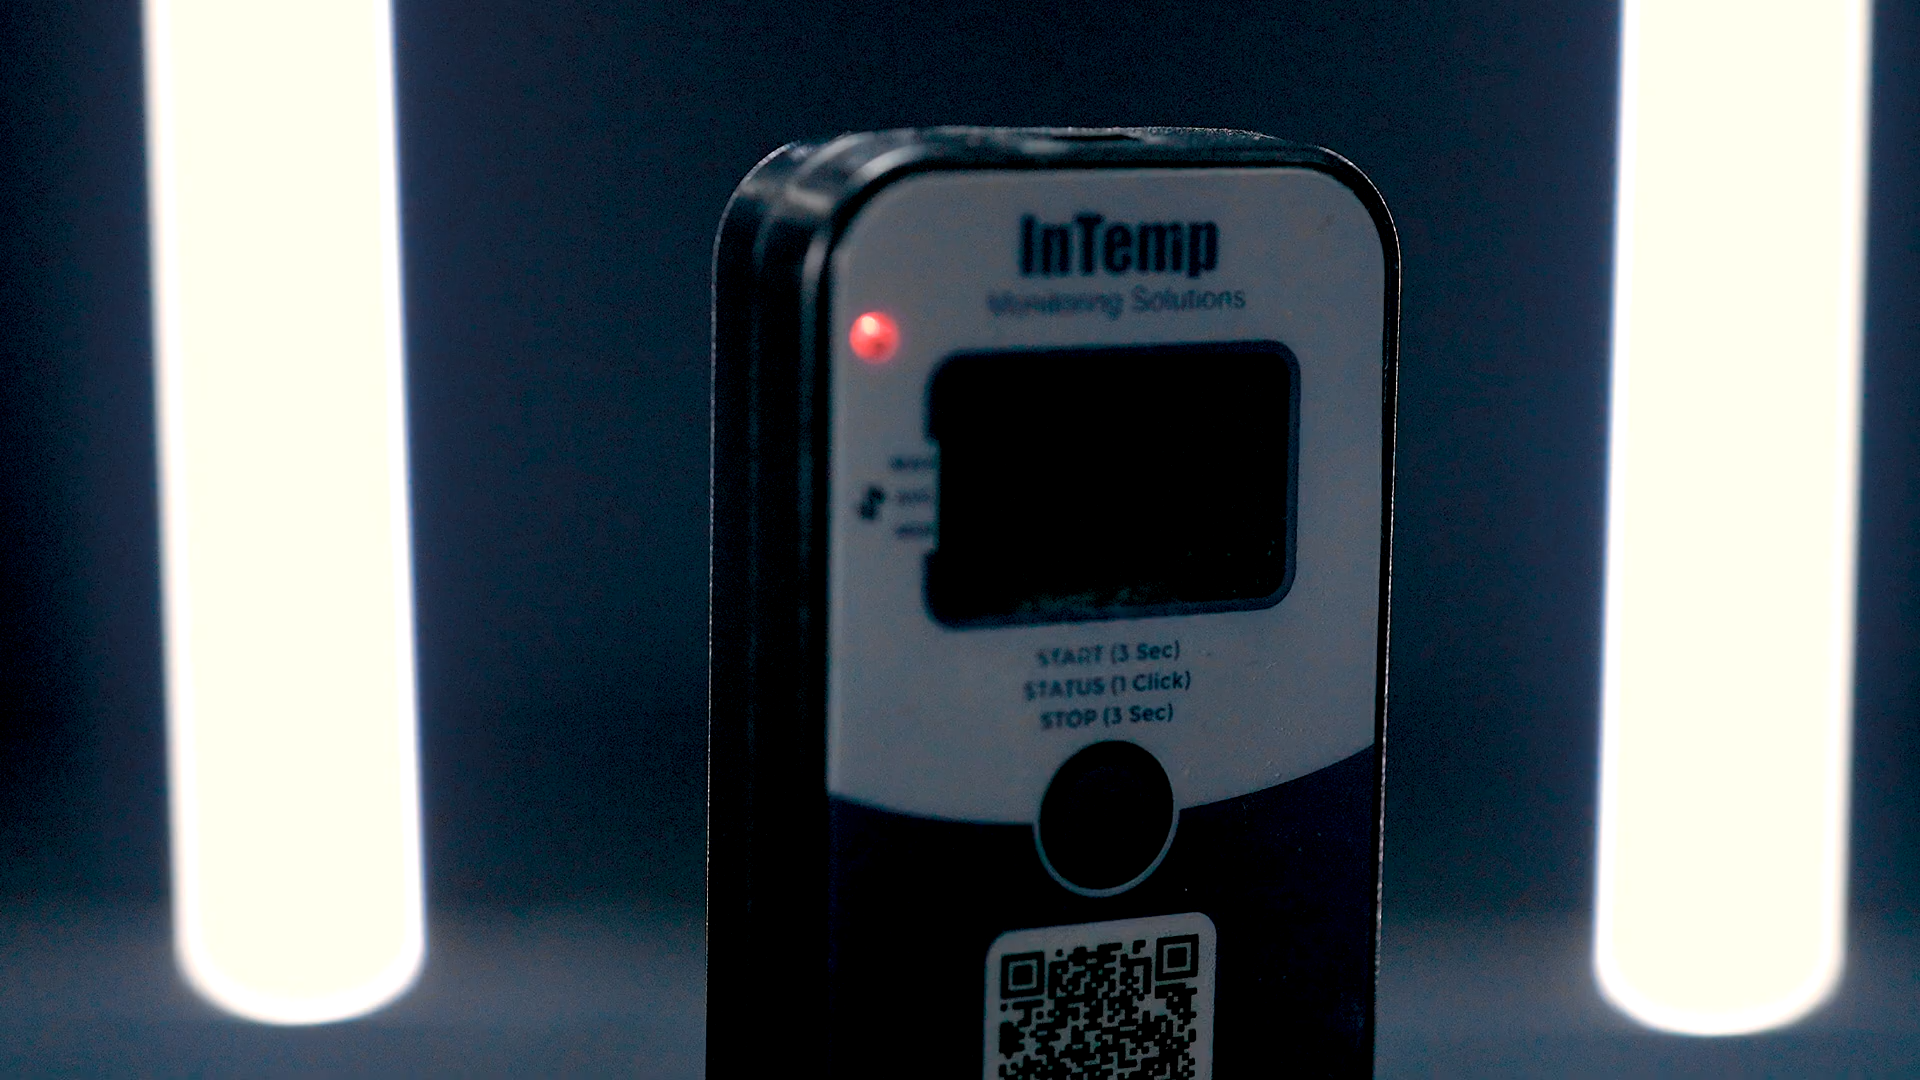 InTemp
Monitoring Solutions
START (3 Sec)
STATUS (1 Click)
STOP (3 Sec)